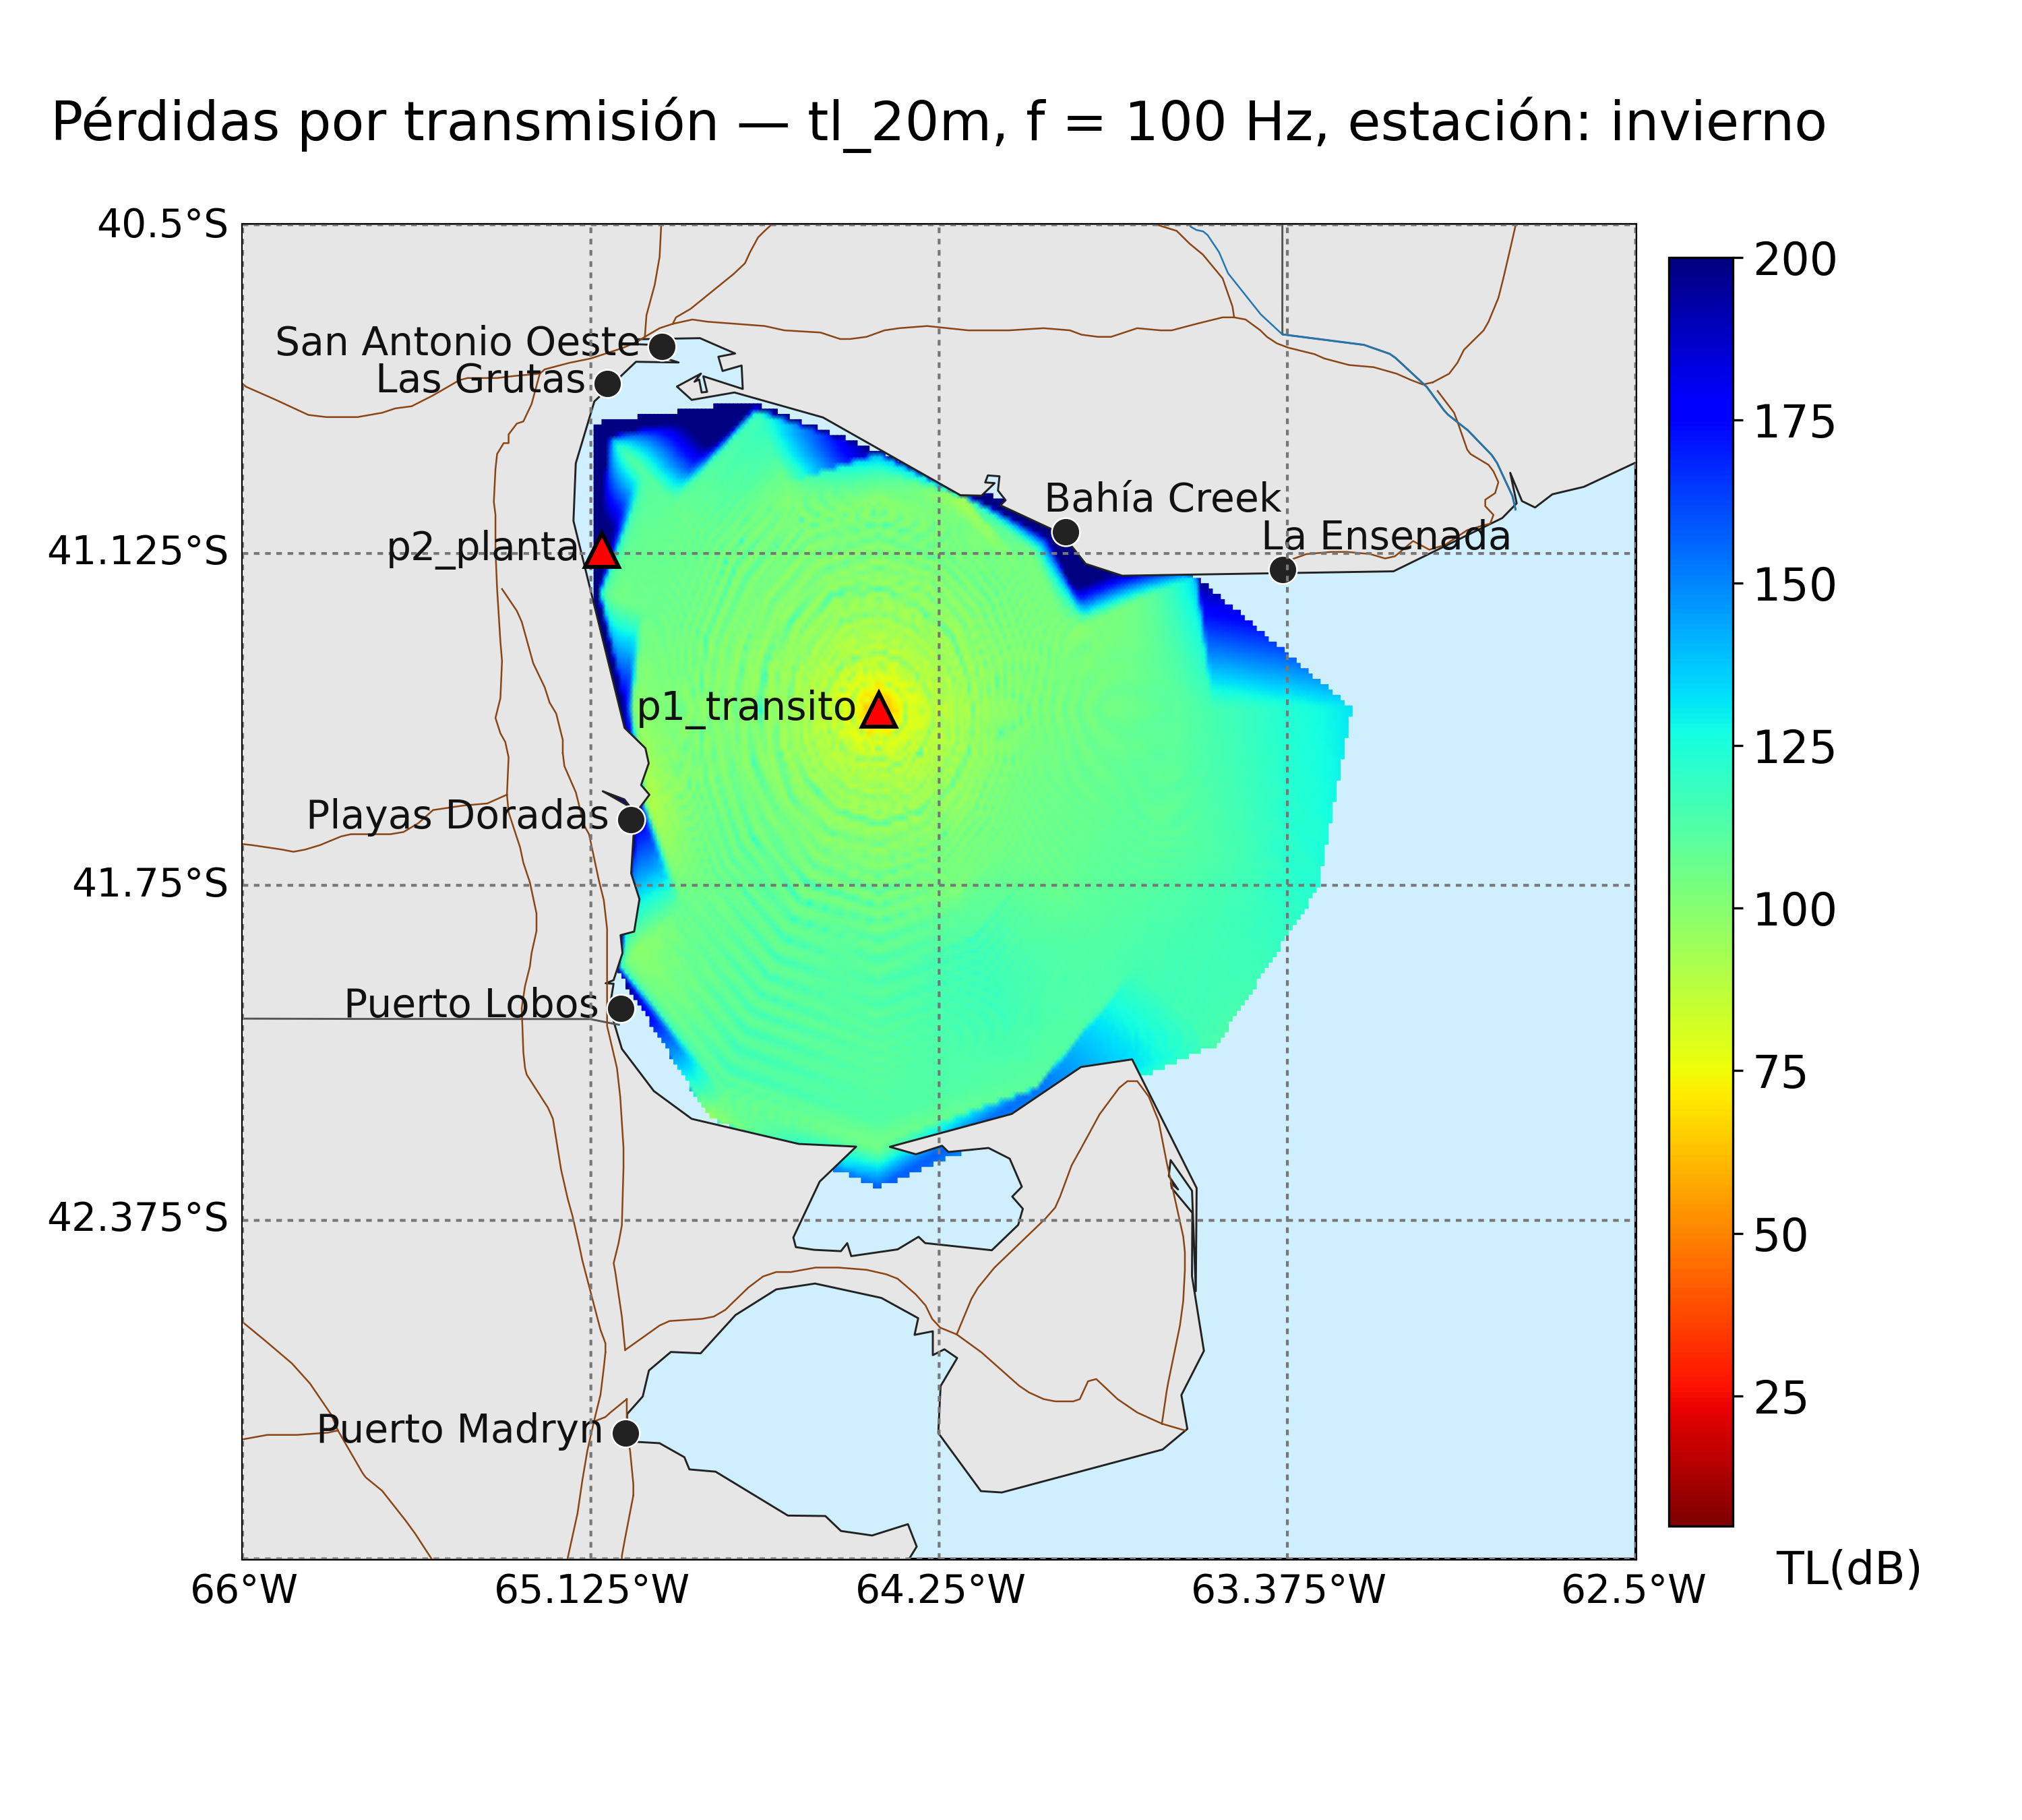 Pérdidas por transmisión — tl_20m, f = 100 Hz, estación: invierno
40.5°S
200
San Antonio Oeste
Las Grutas
175
Bahía Creek
La Ensenada
p2_planta
41.125°S
150
p1_transito
125
Playas Doradas
41.75°S
100
Puerto Lobos
75
42.375°S
50
25
Puerto Madryn
TL(dB)
66°W 65.125°W 64.25°W 63.375°W 62.5°W